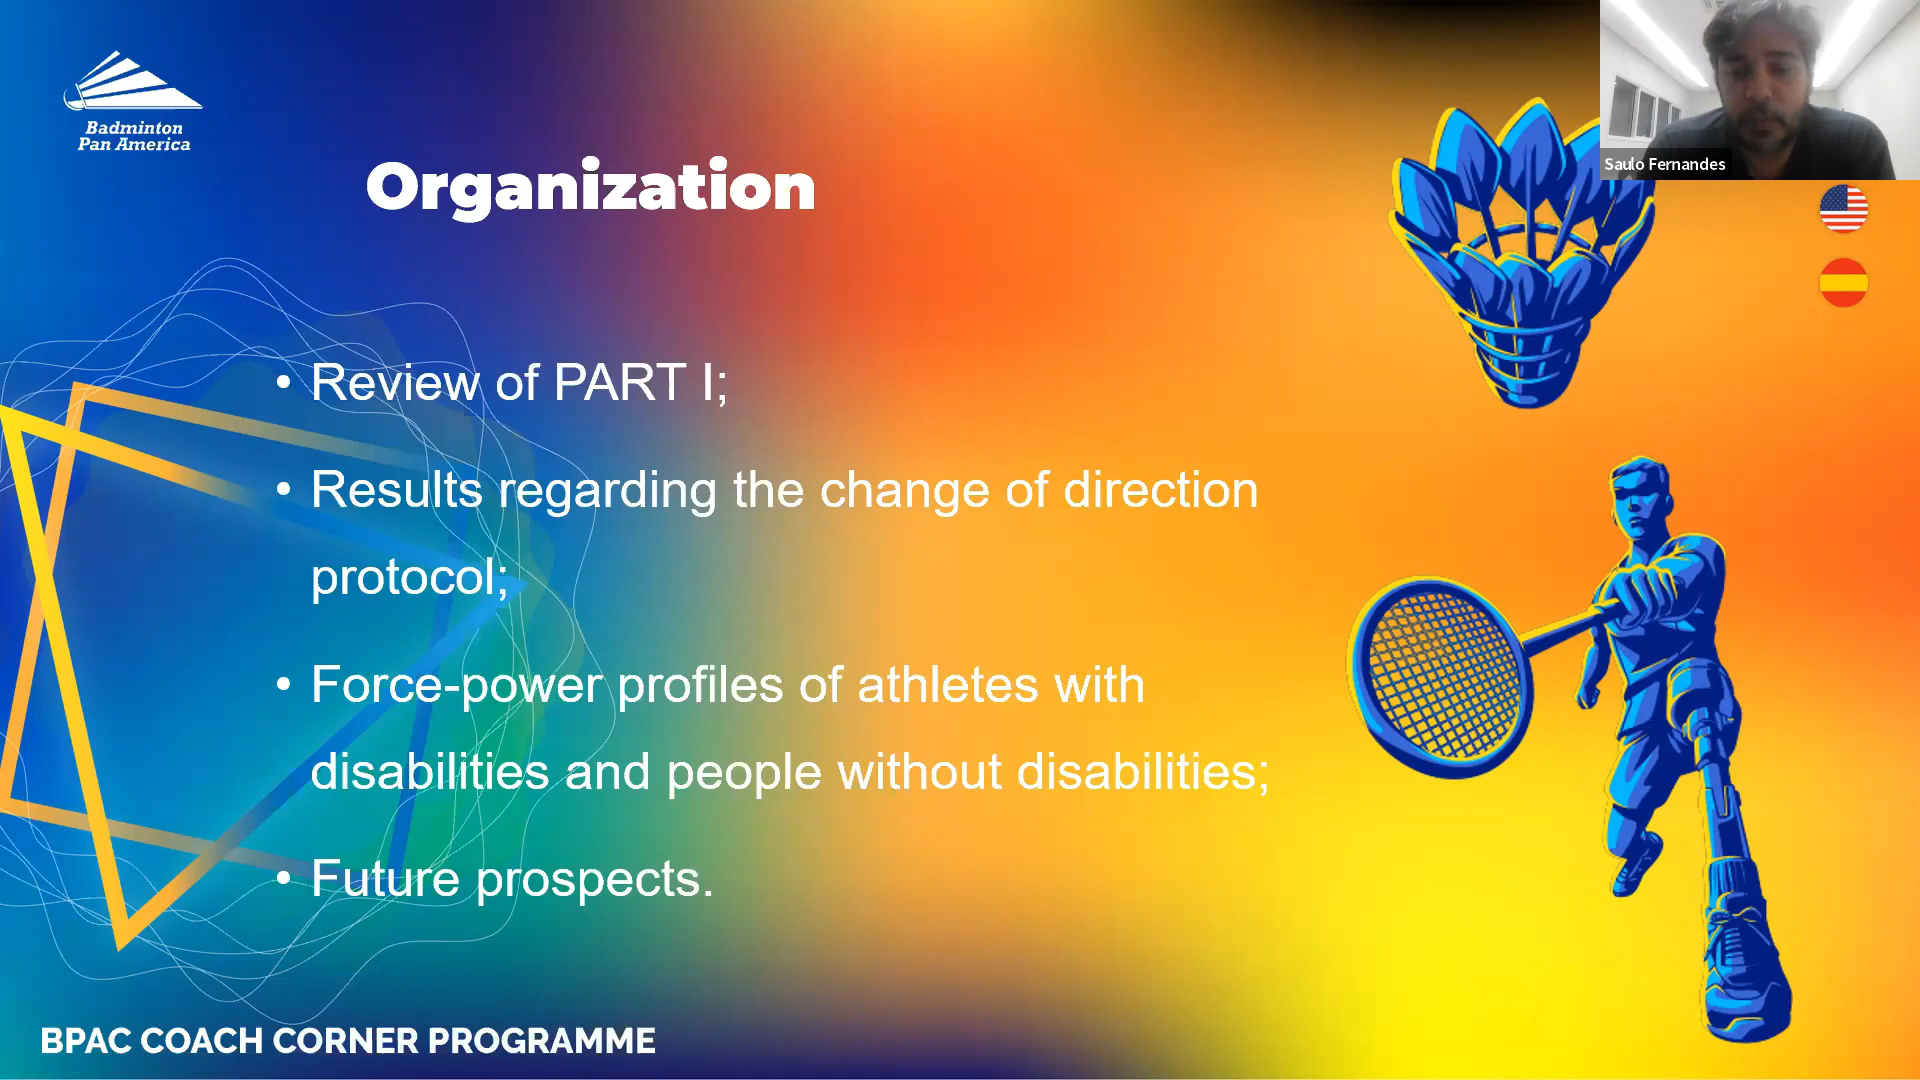 Badminton
Pan America
Saulo Fernandes
Organization
• Review of PART I;
• Results regarding the change of direction
protocol;
• Force-power profiles of athletes with
disabilities and people without disabilities;
• Future prospects.
BPAC COACH CORNER PROGRAMME